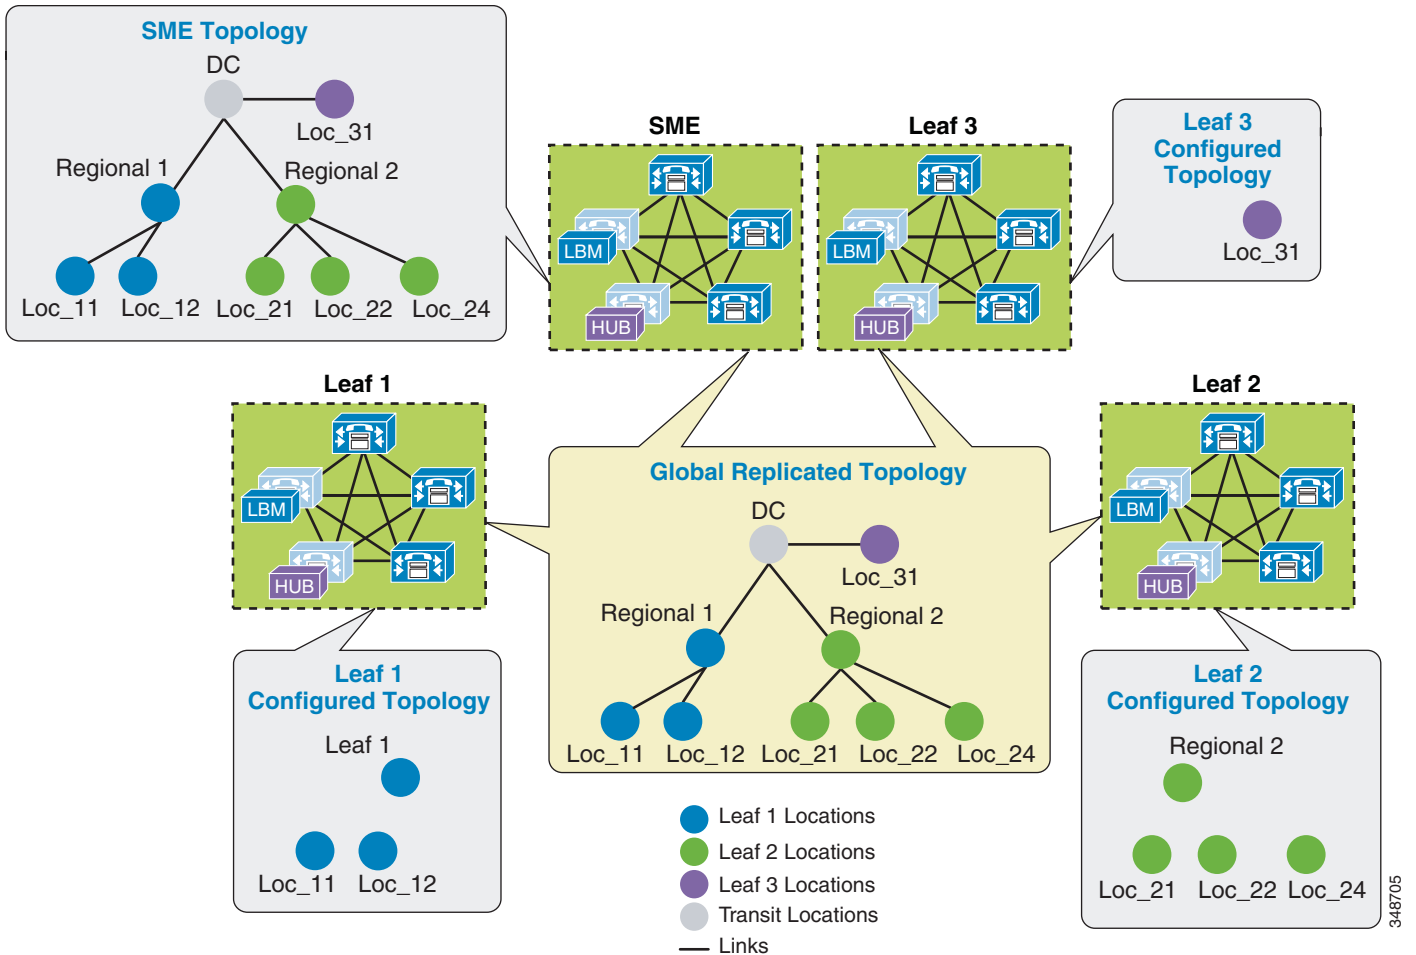 SME Topology
DC
Loc_31
Regional 1
Regional 2
Loc_11 Loc_12 Loc_21 Loc_22 Loc_24
SME
LBM
HUB
Leaf 3
LBM
HUB
Leaf 3
Configured
Topology
Loc_31
Leaf 1
LBM
HUB
Global Replicated Topology
DC
Loc_31
Regional 1
Regional 2
Loc_11 Loc_12 Loc_21 Loc_22 Loc_24
Leaf 2
LBM
HUB
Leaf 1
Configured Topology
Leaf 1
Loc_11 Loc_12
Leaf 2
Configured Topology
Regional 2
Loc_21 Loc_22 Loc_24
Leaf 1 Locations
Leaf 2 Locations
Leaf 3 Locations
Transit Locations
Links
348705